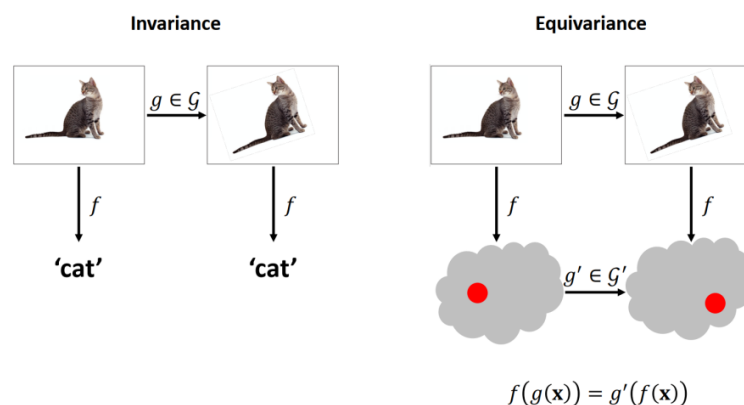 Invariance
g ∈ 𝒢
f
f
‘cat’
‘cat’
Equivariance
g ∈ 𝒢
f
f
g′ ∈ 𝒢′
f(g(𝐱)) = g′(f(𝐱))